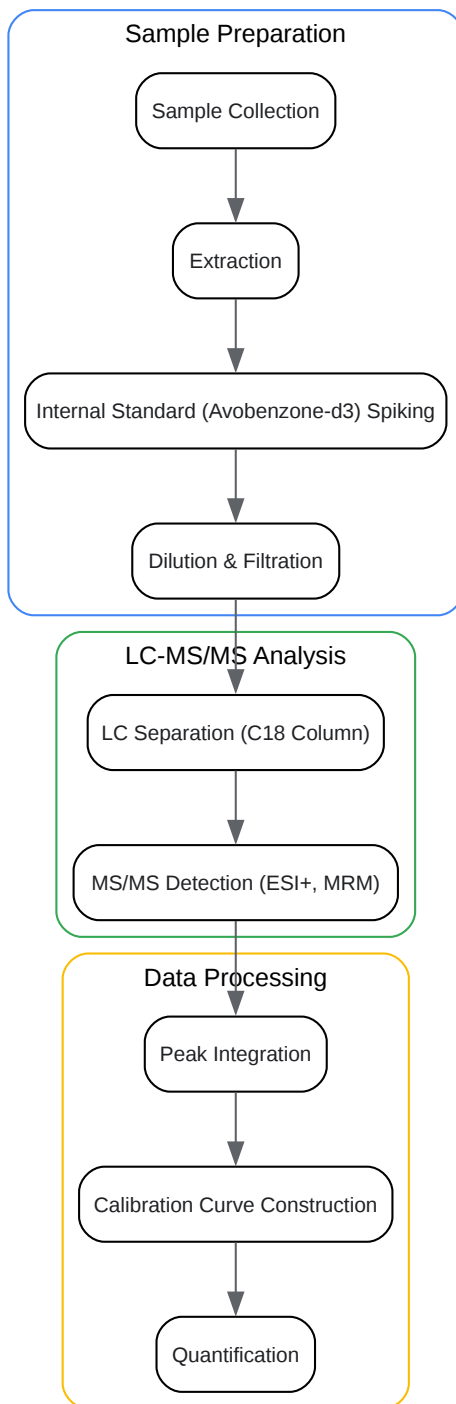 Sample Preparation
Sample Collection
Extraction
Internal Standard (Avobenzone-d3) Spiking
Dilution & Filtration
LC-MS/MS Analysis
LC Separation (C18 Column)
MS/MS Detection (ESI+, MRM)
Data Processing
Peak Integration
Calibration Curve Construction
Quantification